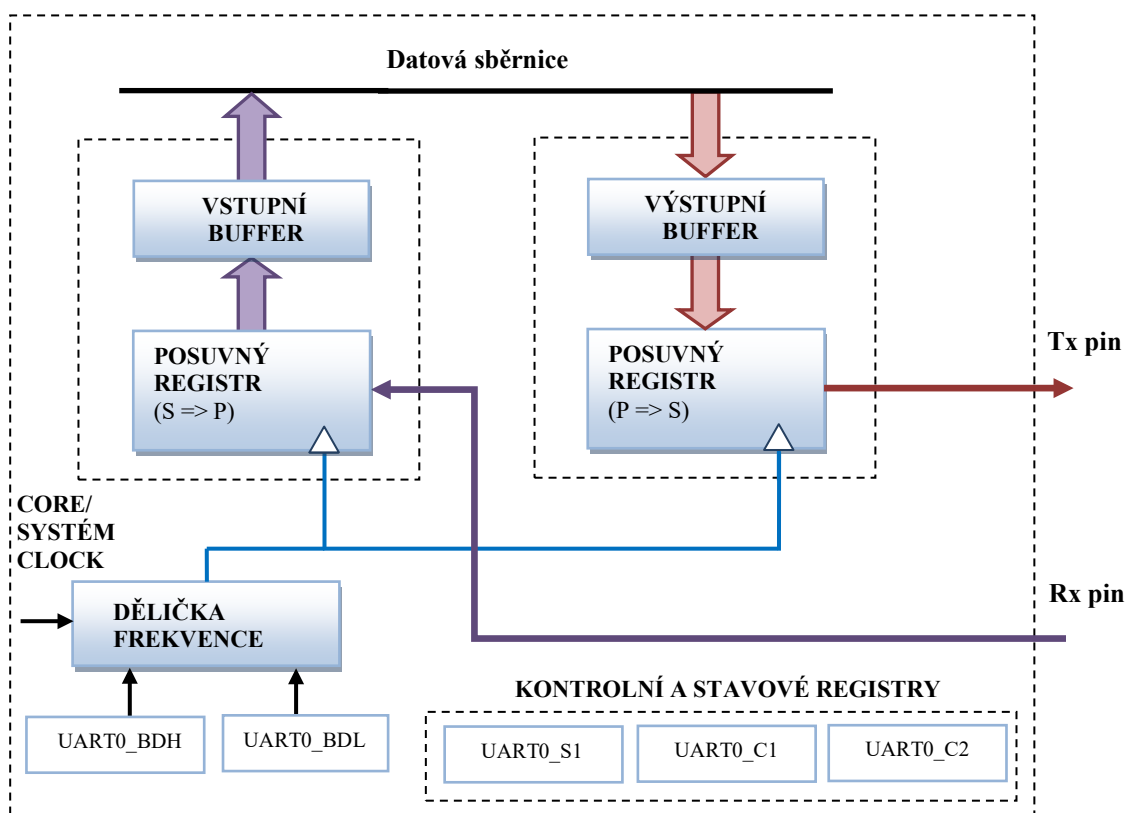 Datová sběrnice
VSTUPNÍ
BUFFER
VÝSTUPNÍ
BUFFER
POSUVNÝ
REGISTR
(S => P)
POSUVNÝ
REGISTR
(P => S)
Tx pin
CORE/
SYSTÉM
CLOCK
DĚLIČKA
FREKVENCE
Rx pin
KONTROLNÍ A STAVOVÉ REGISTRY
UART0_BDH
UART0_BDL
UART0_S1
UART0_C1
UART0_C2